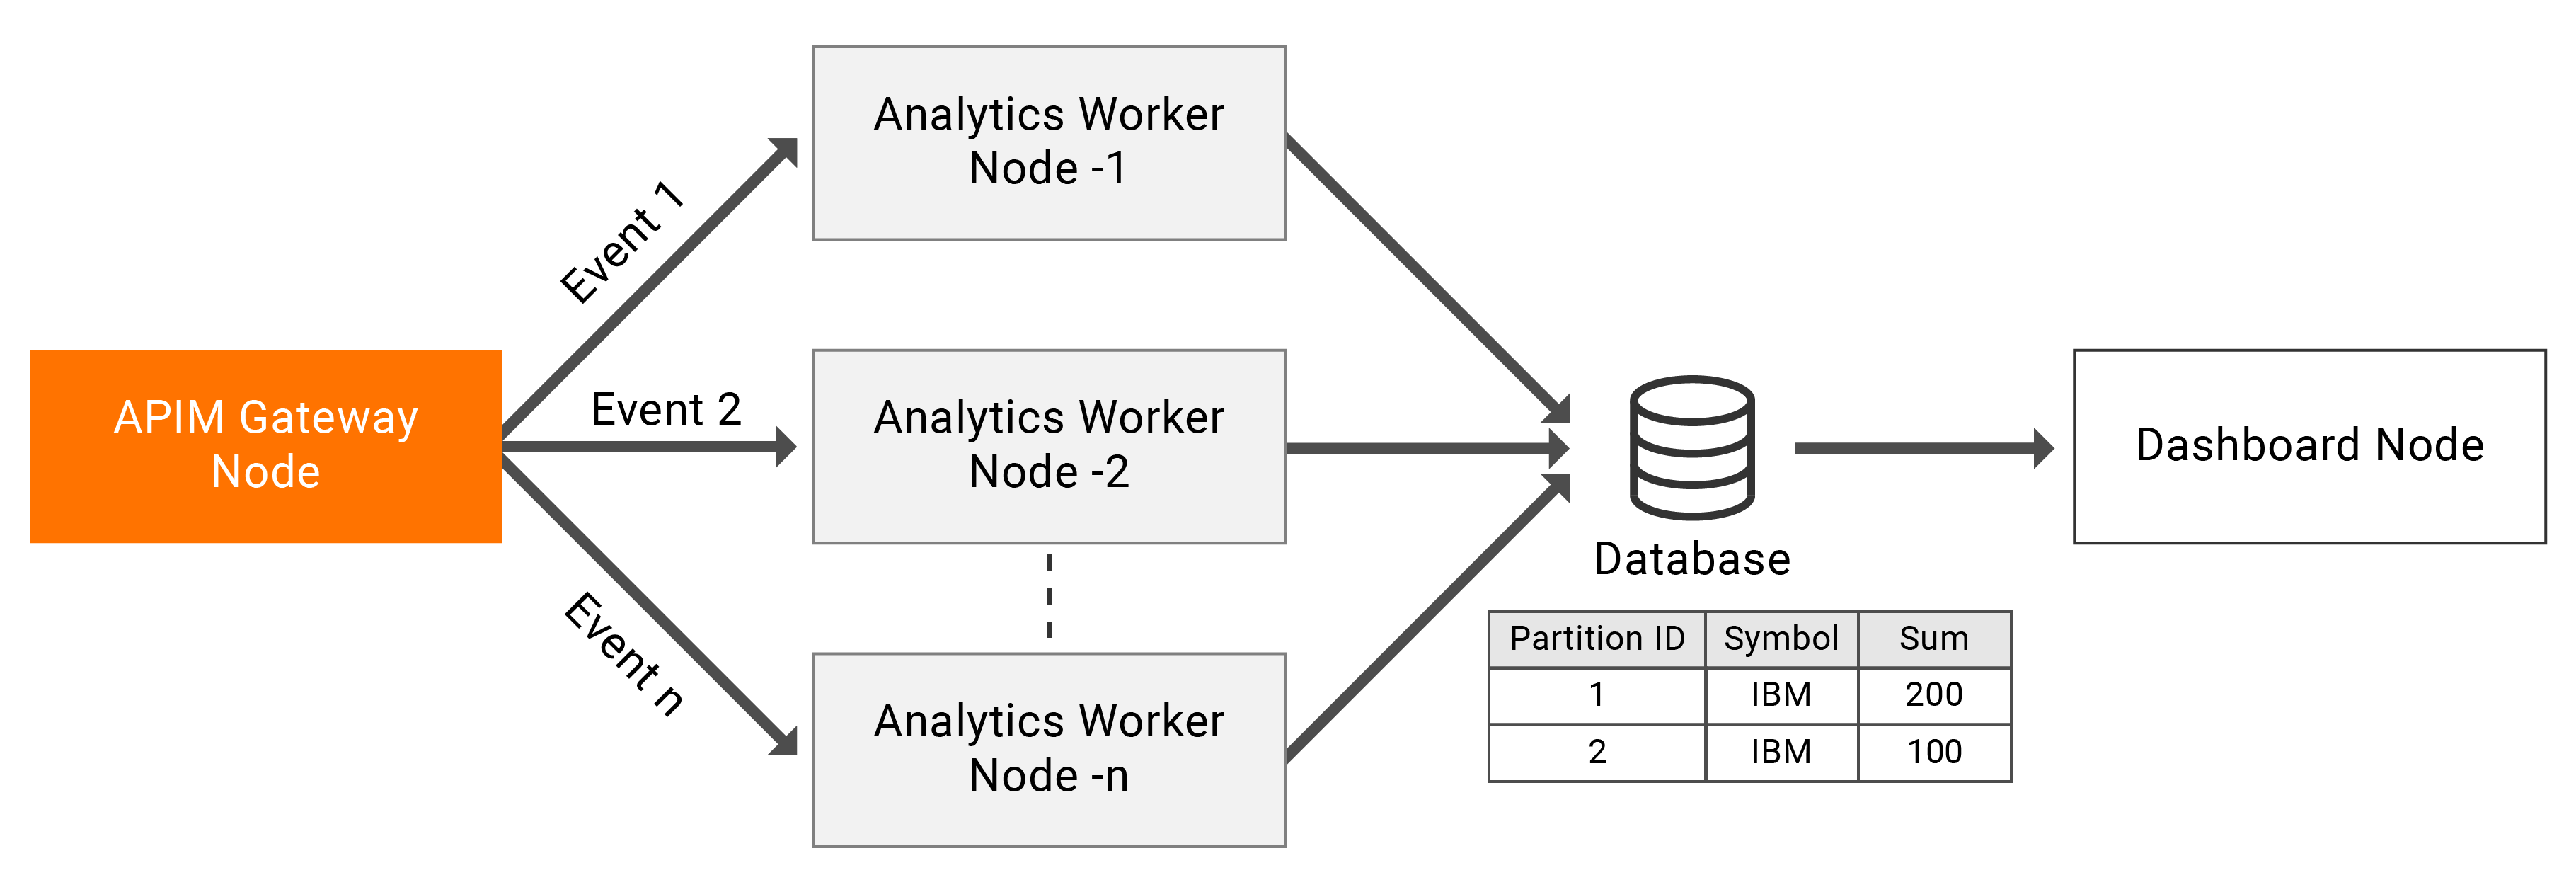 Analytics Worker
Node -1
Event 1
APIM Gateway
Node
Event 2
Analytics Worker
Node -2
Database
Dashboard Node
Event n
Analytics Worker
Node -n
Partition ID Symbol Sum
1 IBM 200
2 IBM 100